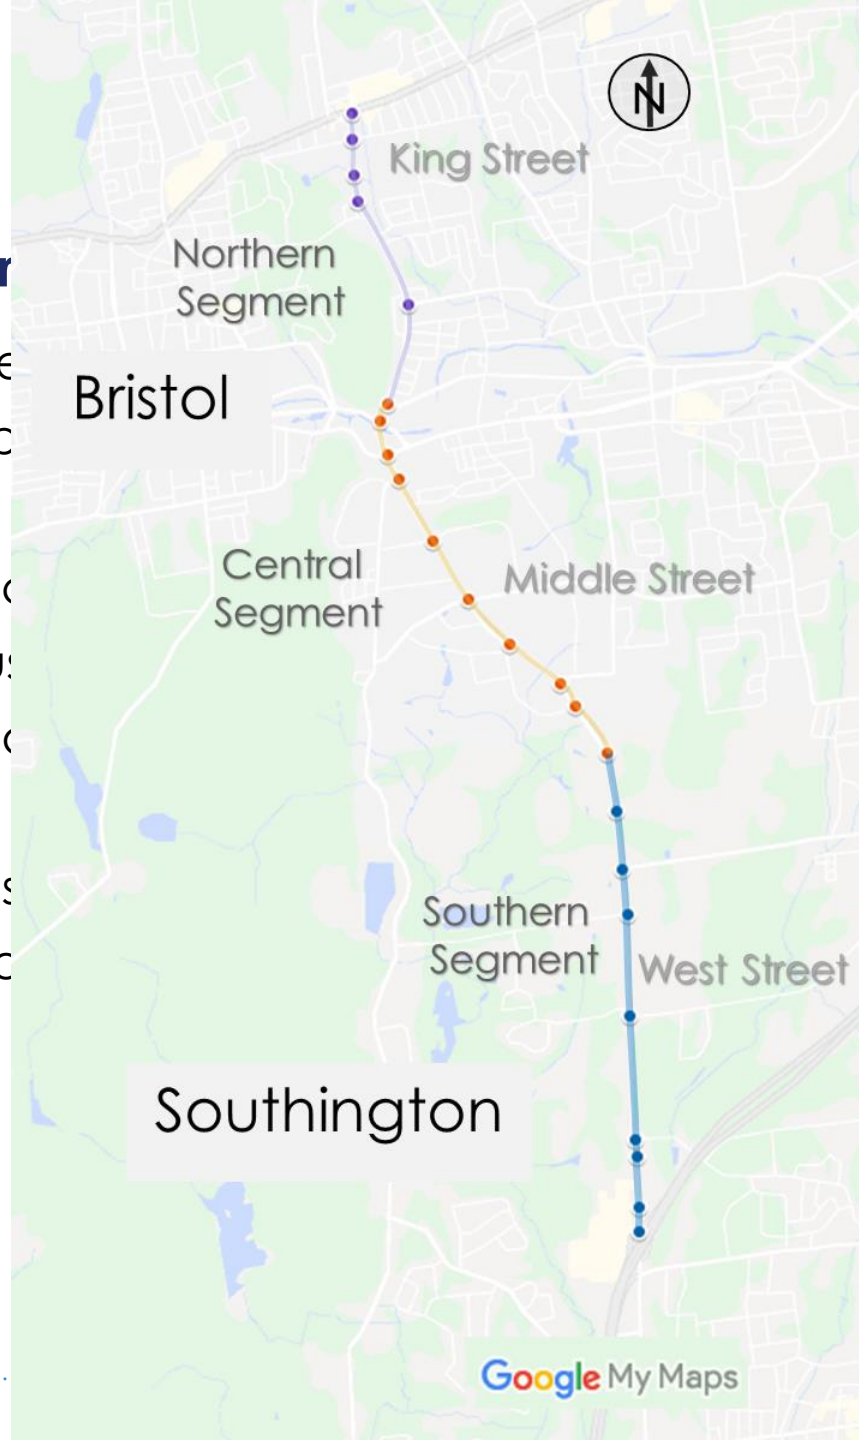 N
King Street
Northern
Segment
Bristol
Central
Segment
Middle Street
Southern
Segment
West Street
Southington
Google My Maps